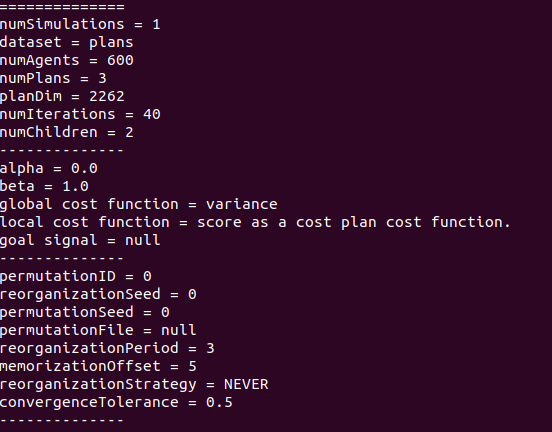 ==============
numSimulations = 1
dataset = plans
numAgents = 600
numPlans = 3
planDim = 2262
numIterations = 40
numChildren = 2
--------------
alpha = 0.0
beta = 1.0
global cost function = variance
local cost function = score as a cost plan cost function.
goal signal = null
--------------
permutationID = 0
reorganizationSeed = 0
permutationSeed = 0
permutationFile = null
reorganizationPeriod = 3
memorizationOffset = 5
reorganizationStrategy = NEVER
convergenceTolerance = 0.5
--------------